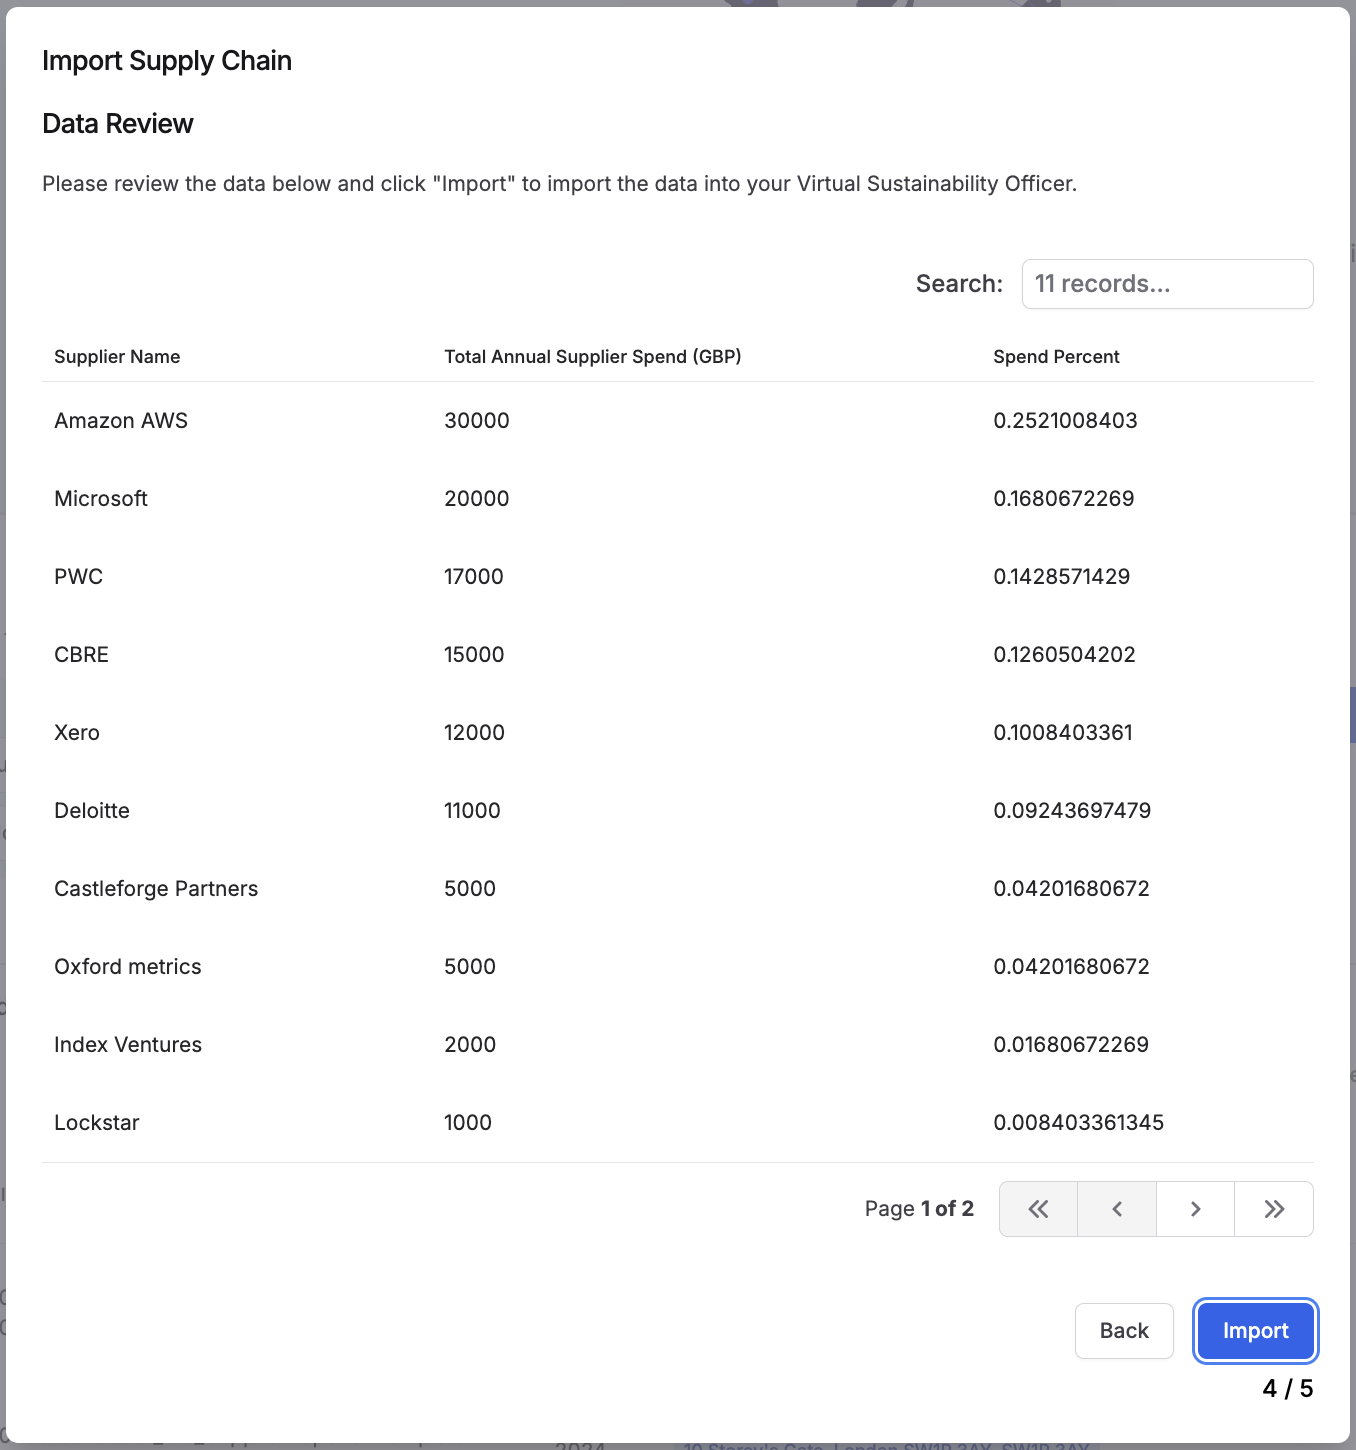 Import Supply Chain
Data Review
Please review the data below and click "Import" to import the data into your Virtual Sustainability Officer.
Search: 11 records...
Supplier Name Total Annual Supplier Spend (GBP) Spend Percent
Amazon AWS 30000 0.2521008403
Microsoft 20000 0.1680672269
PWC 17000 0.1428571429
CBRE 15000 0.1260504202
Xero 12000 0.1008403361
Deloitte 11000 0.09243697479
Castleforge Partners 5000 0.04201680672
Oxford metrics 5000 0.04201680672
Index Ventures 2000 0.01680672269
Lockstar 1000 0.008403361345
Page 1 of 2
Back Import
4 / 5